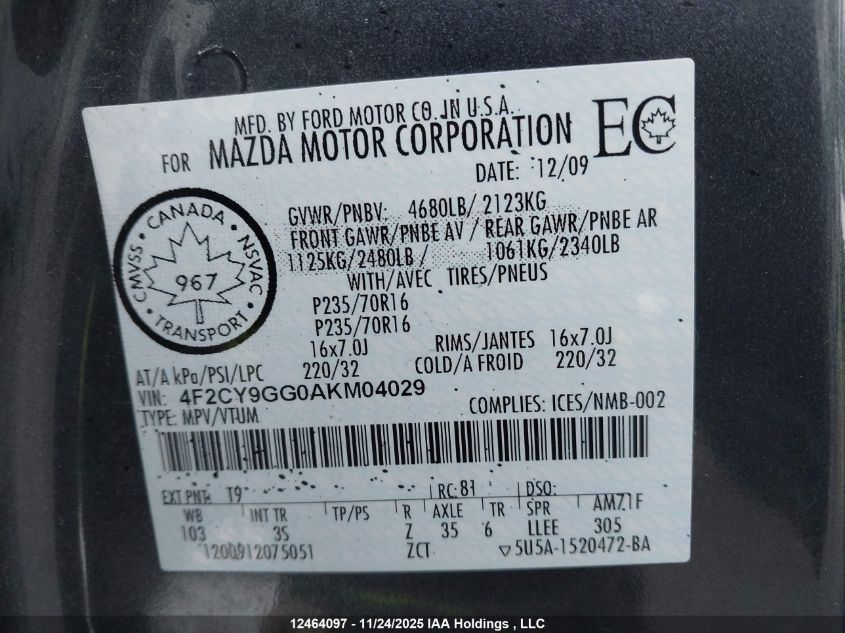 MFD. BY FORD MOTOR CO. IN U.S.A.
FOR MAZDA MOTOR CORPORATION
EC
DATE: 12/09
CANADA
CMVSS NSVAC
967
TRANSPORT
GVWR/PNBV: 4680LB/ 2123KG
FRONT GAWR/PNBE AV / REAR GAWR/PNBE AR
1125KG/2480LB / 1061KG/2340LB
WITH/AVEC TIRES/PNEUS
P235/70R16
P235/70R16
16x7.0J RIMS/JANTES 16x7.0J
AT/A kPa/PSI/LPC 220/32 COLD/A FROID 220/32
VIN: 4F2CY9GG0AKM04029
TYPE: MPV/VTUM COMPLIES: ICES/NMB-002
EXT PNT: T9 RC: 81 DSO:
WB INT TR TP/PS R AXLE TR SPR AM71F
103 3S Z 35 6 LLEE 305
1200912075051 ZCT ▽5U5A-1520472-BA
12464097 - 11/24/2025 IAA Holdings , LLC